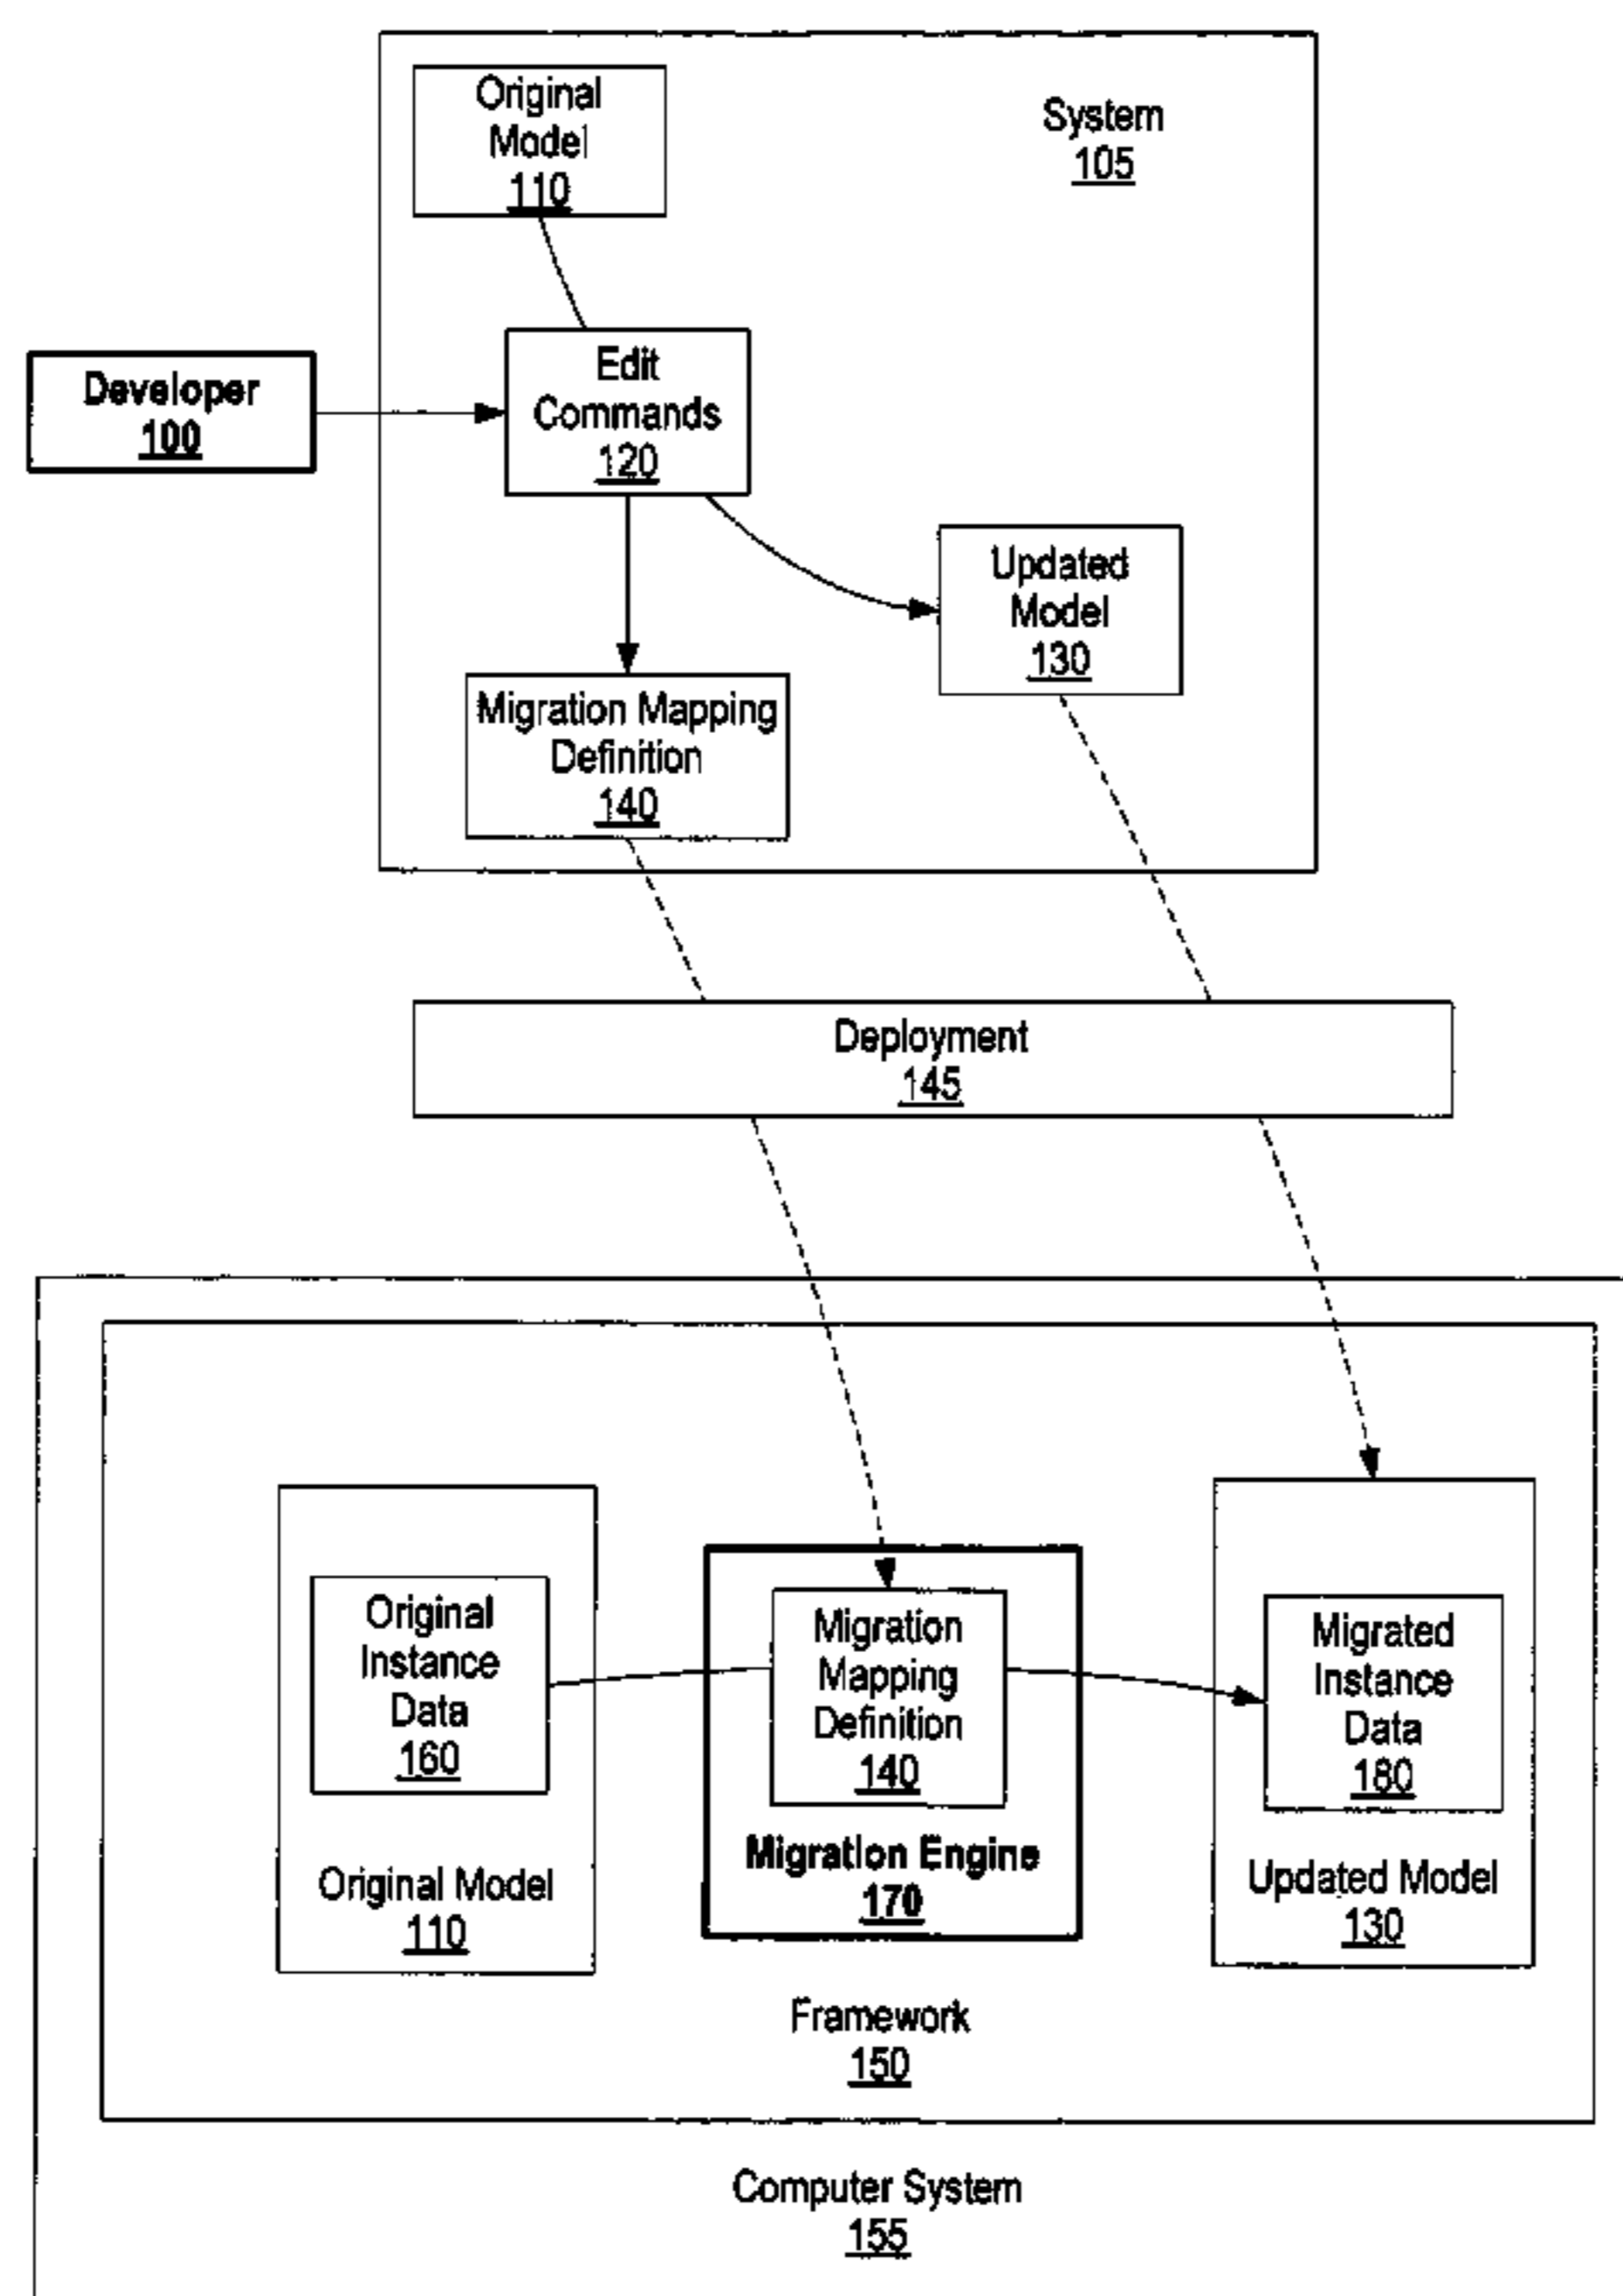 Original
Model
110
System
105
Developer
100
Edit
Commands
120
Updated
Model
130
Migration Mapping
Definition
140
Deployment
145
Original
Instance
Data
160
Original Model
110
Migration
Mapping
Definition
140
Migration Engine
170
Migrated
Instance
Data
180
Updated Model
130
Framework
150
Computer System
155